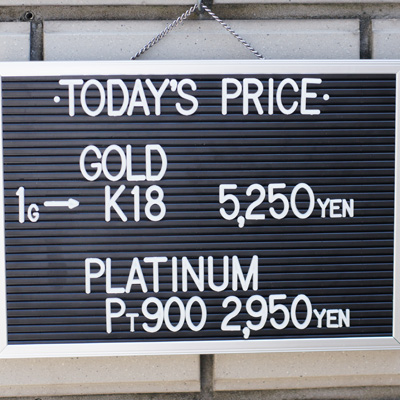 ·TODAY'S PRICE·
GOLD
1G→ K18 5,250YEN
PLATINUM
PT900 2,950YEN